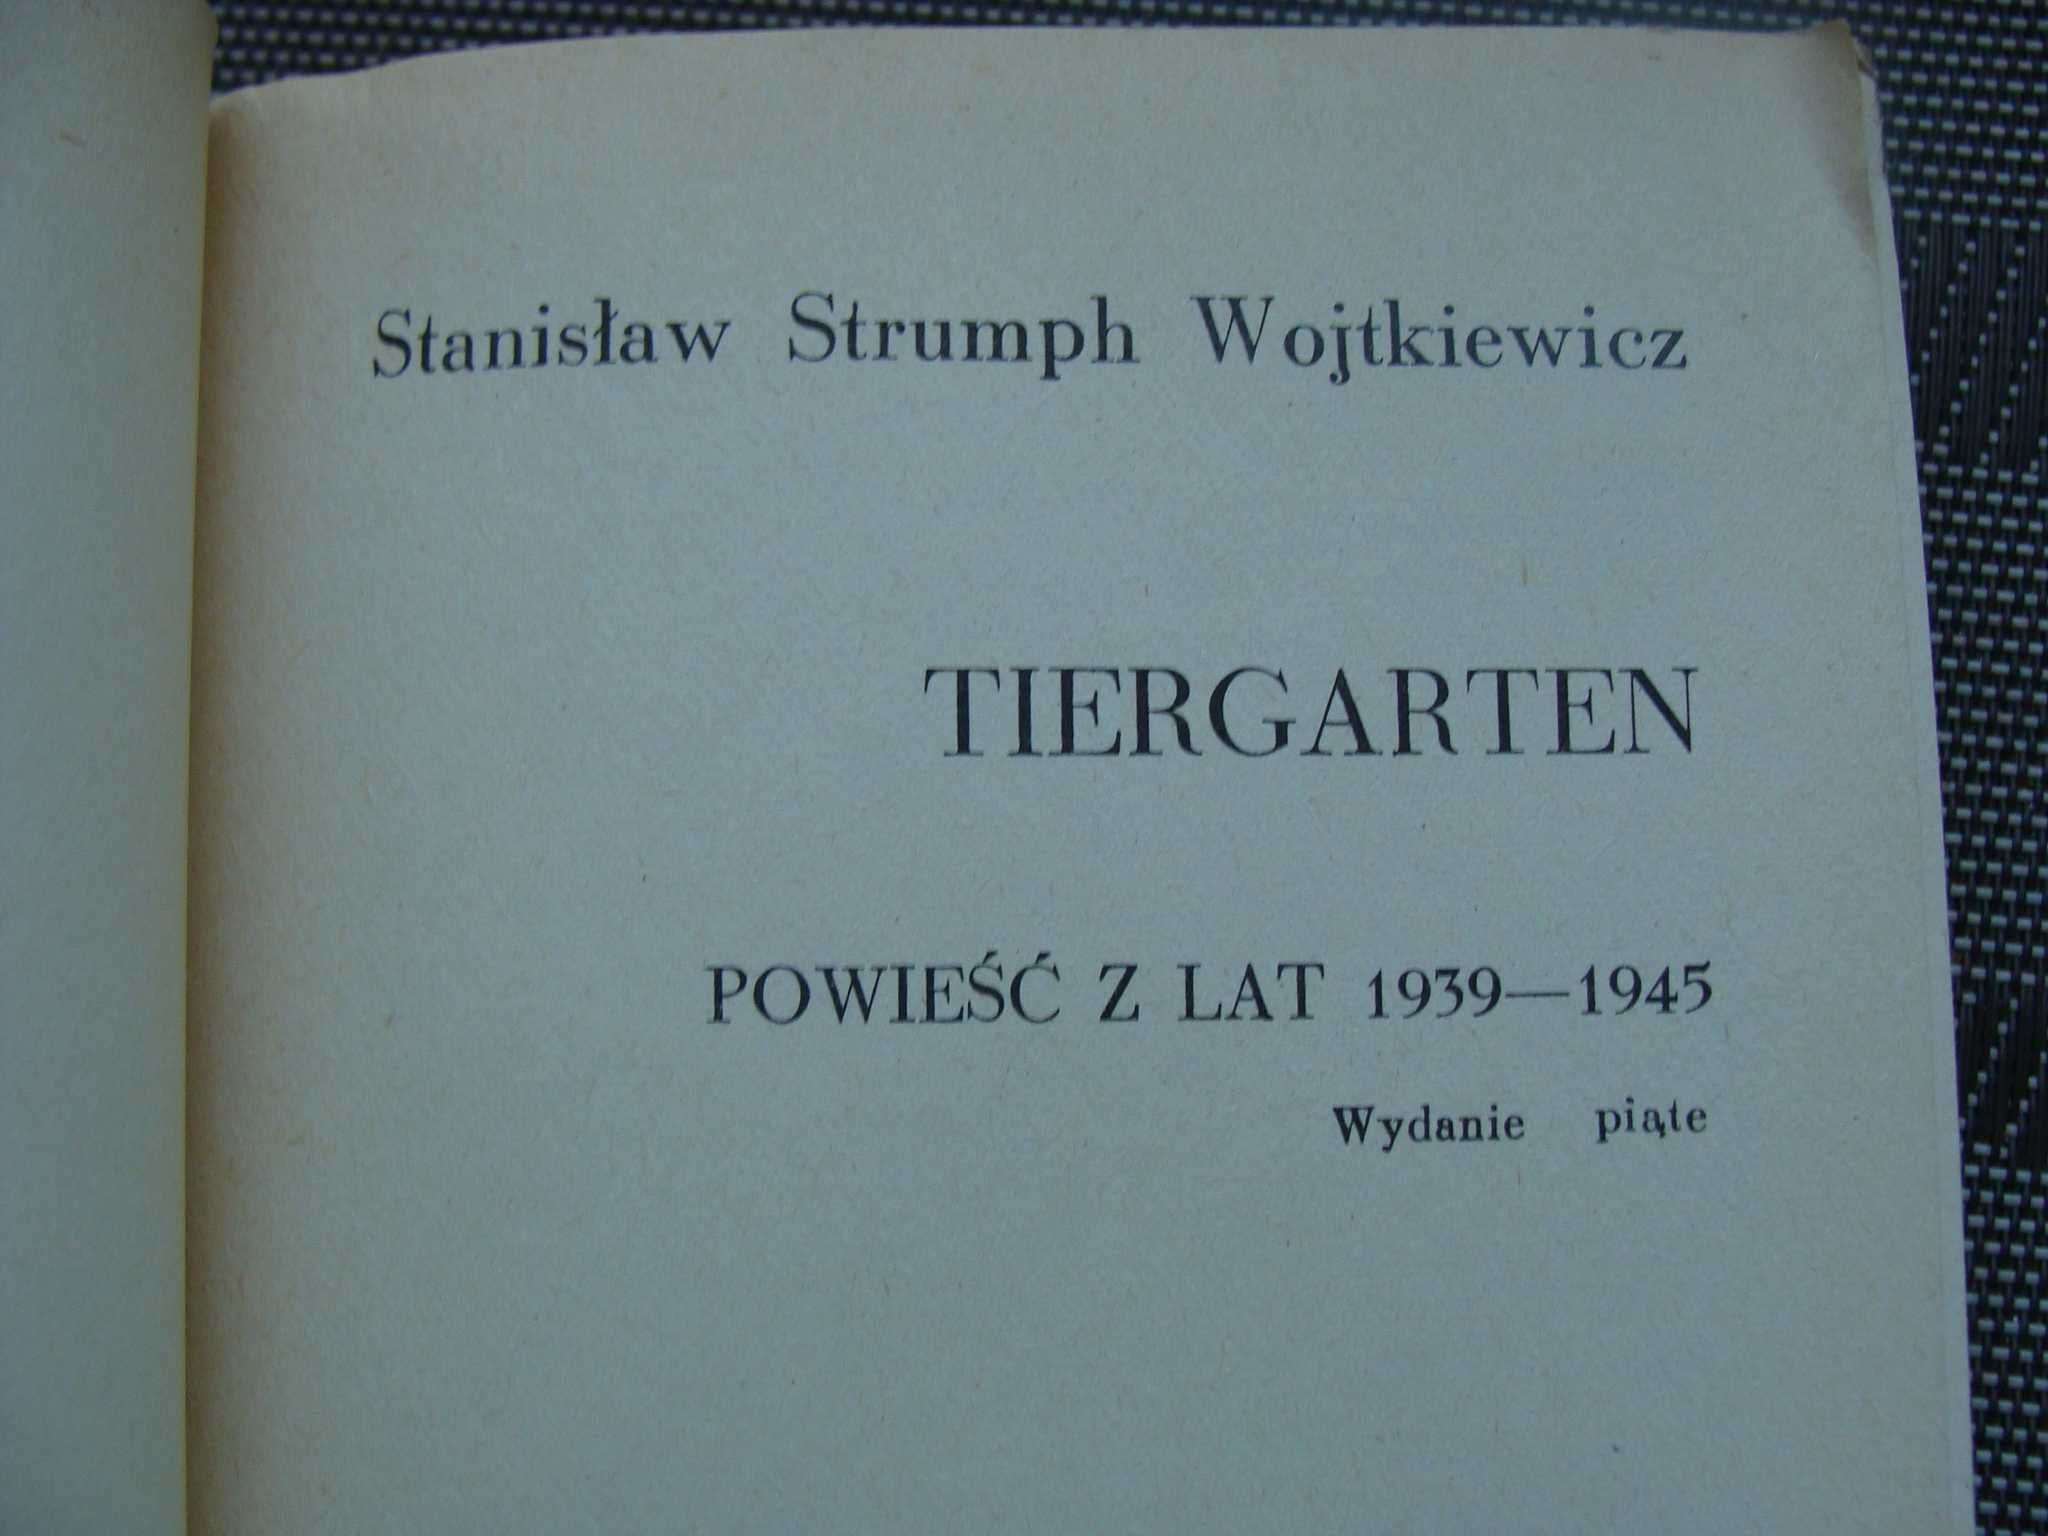 Stanisław Strumph Wojtkiewicz
TIERGARTEN
POWIEŚĆ Z LAT 1939—1945
Wydanie piąte